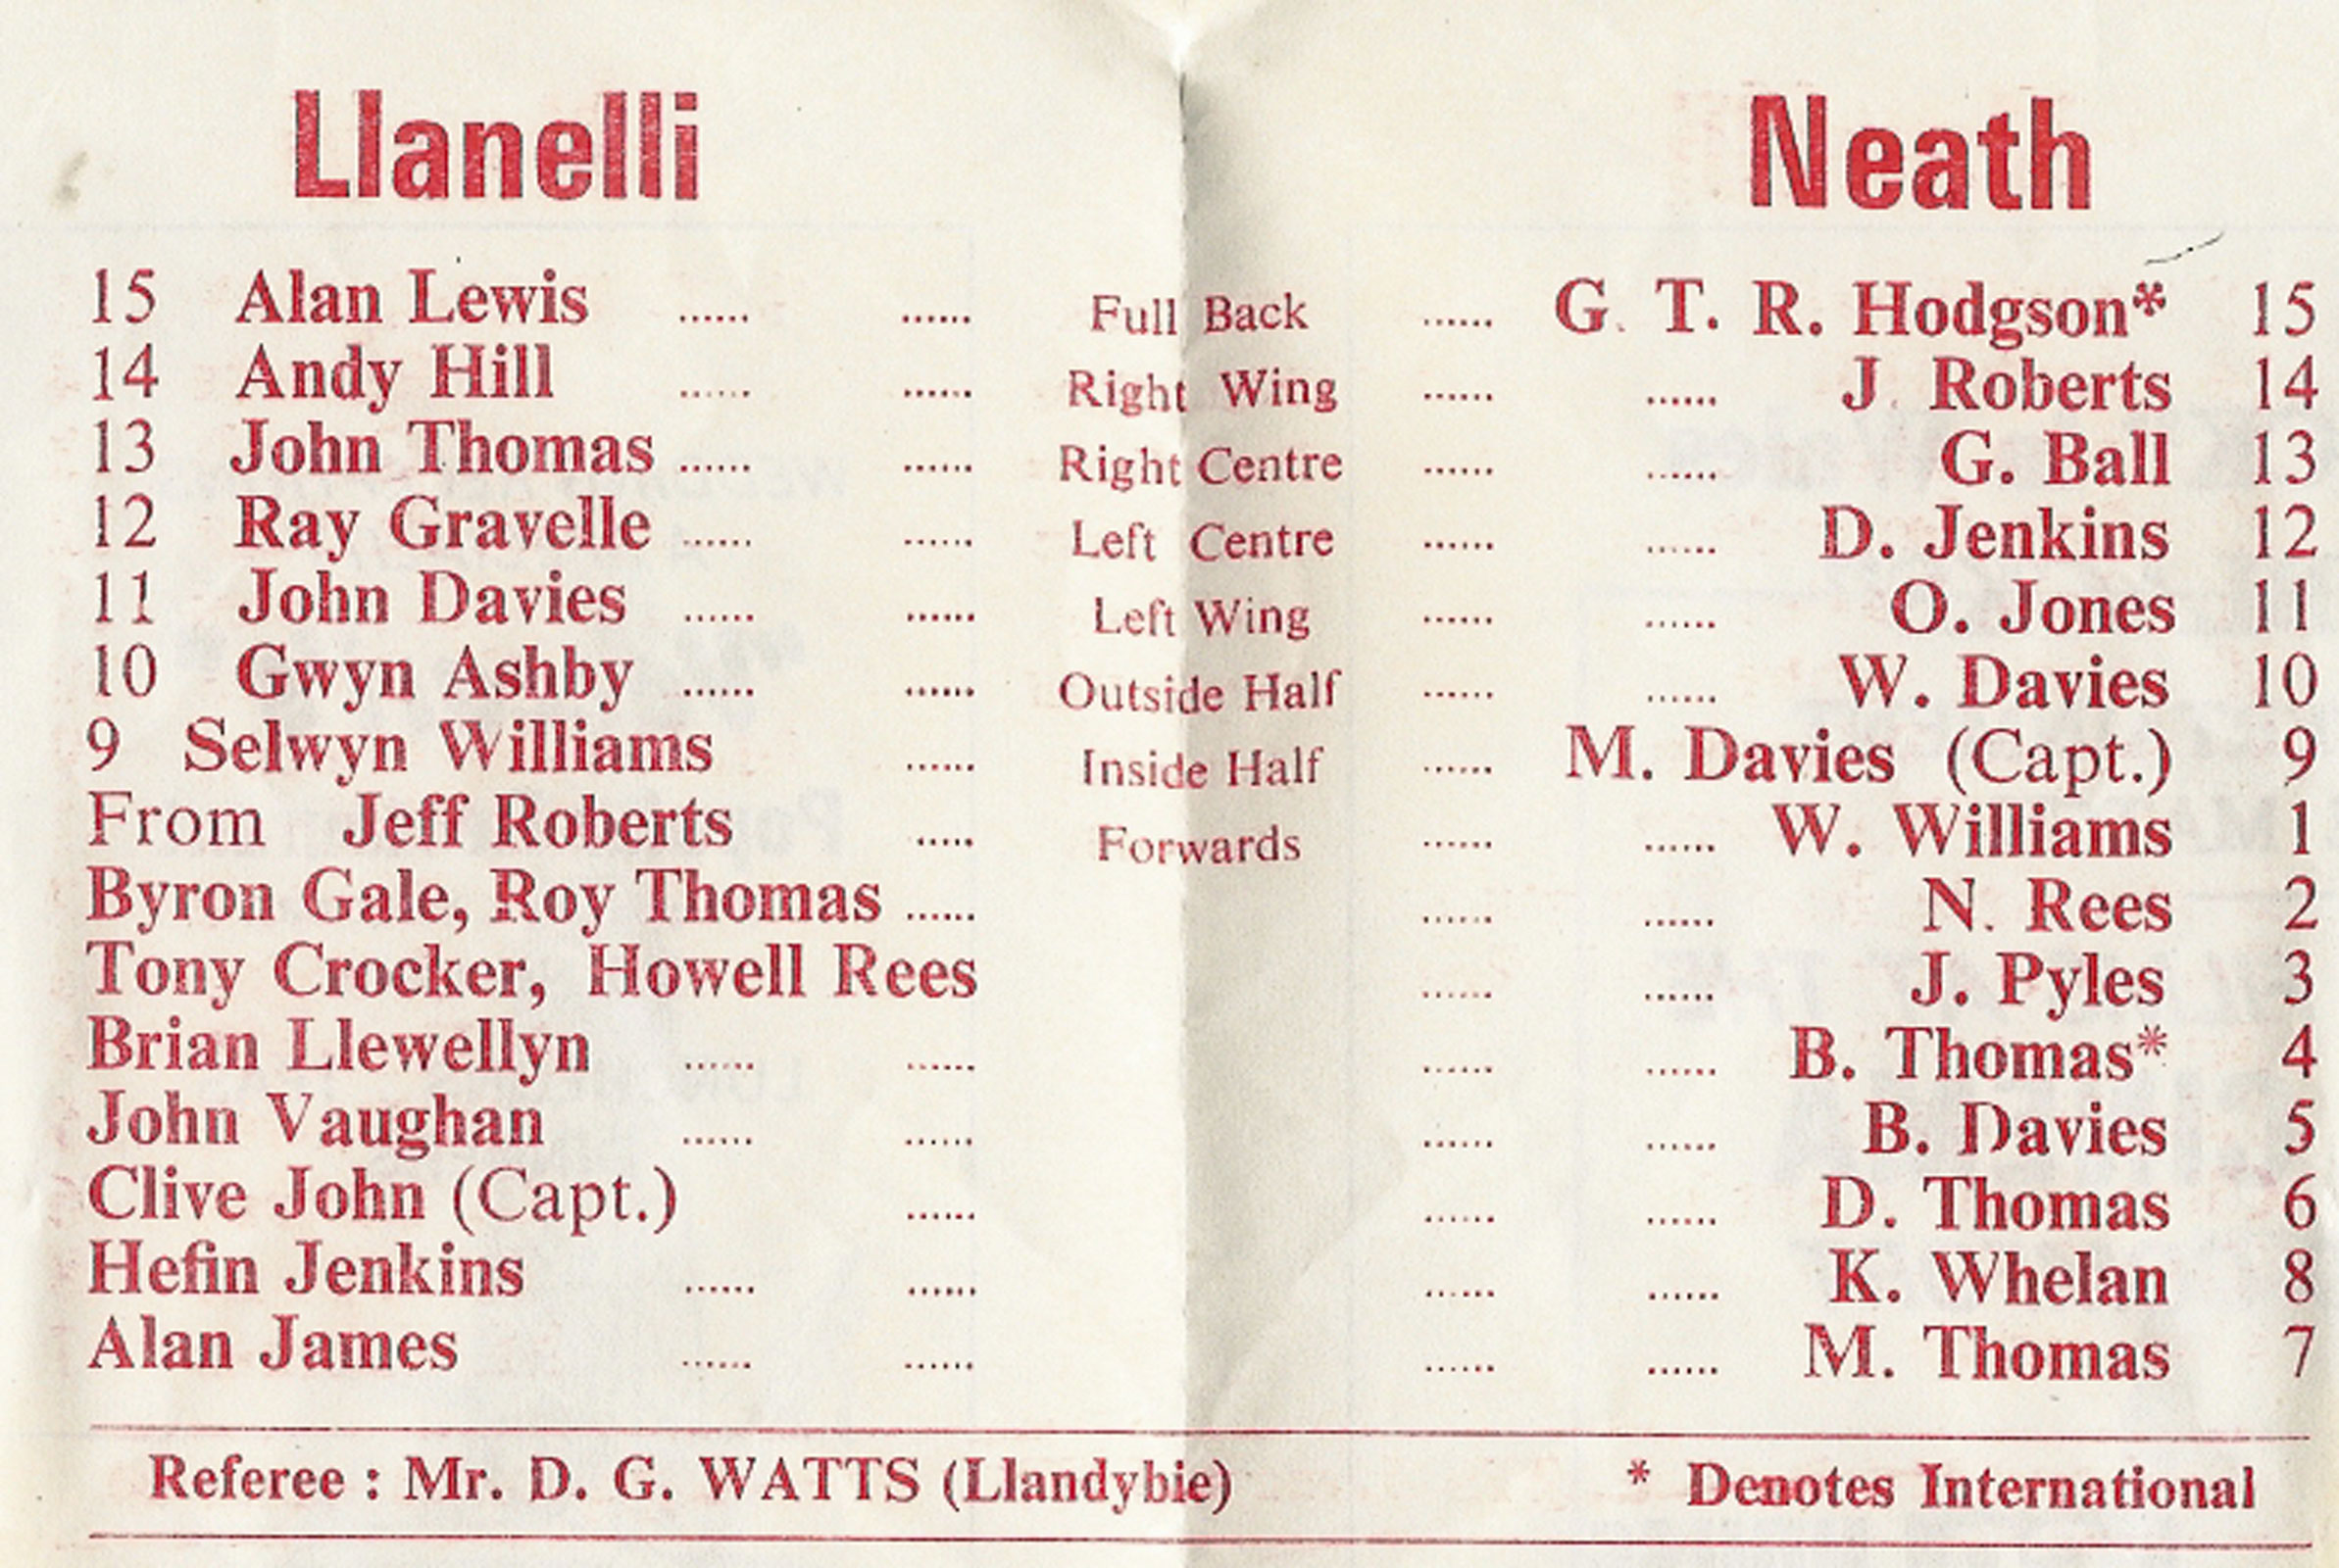 Llanelli Neath
15 Alan Lewis ...... ...... Full Back ...... G. T. R. Hodgson* 15
14 Andy Hill ...... ...... Right Wing ...... ...... J. Roberts 14
13 John Thomas ...... ...... Right Centre ...... ...... G. Ball 13
12 Ray Gravelle ...... ...... Left Centre ...... ...... D. Jenkins 12
11 John Davies ...... ...... Left Wing ...... ...... O. Jones 11
10 Gwyn Ashby ...... ...... Outside Half ...... ...... W. Davies 10
9 Selwyn Williams ...... Inside Half ...... M. Davies (Capt.) 9
From Jeff Roberts ..... Forwards ...... ...... W. Williams 1
Byron Gale, Roy Thomas ...... ...... ...... N. Rees 2
Tony Crocker, Howell Rees ...... ...... J. Pyles 3
Brian Llewellyn ...... ...... ...... ...... B. Thomas* 4
John Vaughan ...... ...... ...... ...... B. Davies 5
Clive John (Capt.) ...... ...... ...... D. Thomas 6
Hefin Jenkins ...... ...... ...... ...... K. Whelan 8
Alan James ...... ...... ...... ...... M. Thomas 7
Referee : Mr. D. G. WATTS (Llandybie) * Denotes International